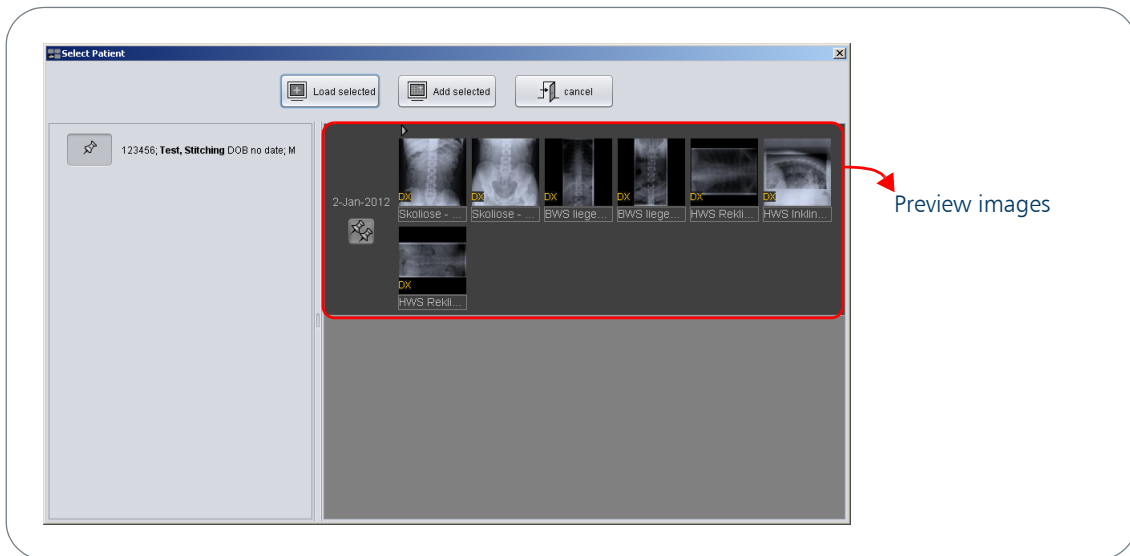 Select Patient
Load selected
Add selected
cancel
123456; Test, Stitching DOB no date; M
2-Jan-2012
DX DX DX DX DX DX
Skoliose - ... Skoliose - ... BWS liege... BWS liege... HWS Rekli... HWS Inklin...
DX
HWS Rekli...
Preview images